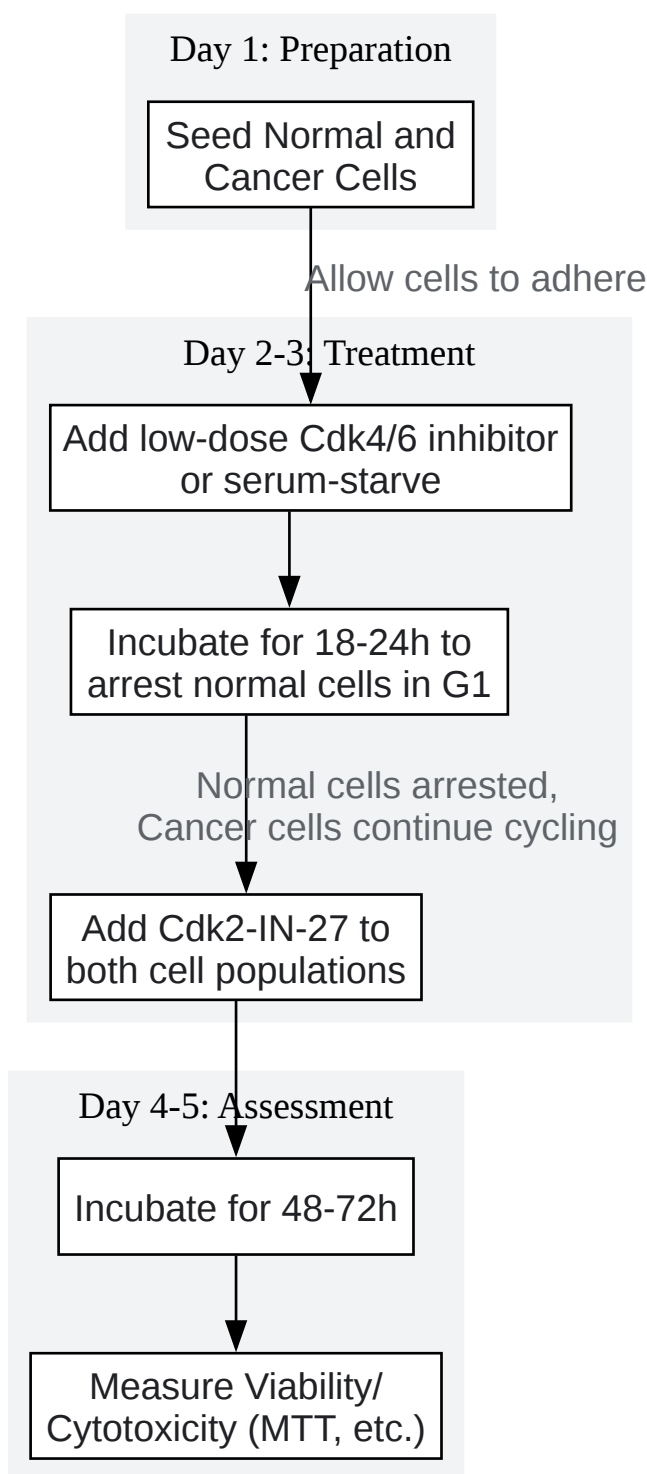 Day 1: Preparation
Seed Normal and
Cancer Cells
Allow cells to adhere
Day 2-3: Treatment
Add low-dose Cdk4/6 inhibitor
or serum-starve
Incubate for 18-24h to
arrest normal cells in G1
Normal cells arrested,
Cancer cells continue cycling
Add Cdk2-IN-27 to
both cell populations
Day 4-5: Assessment
Incubate for 48-72h
Measure Viability/
Cytotoxicity (MTT, etc.)